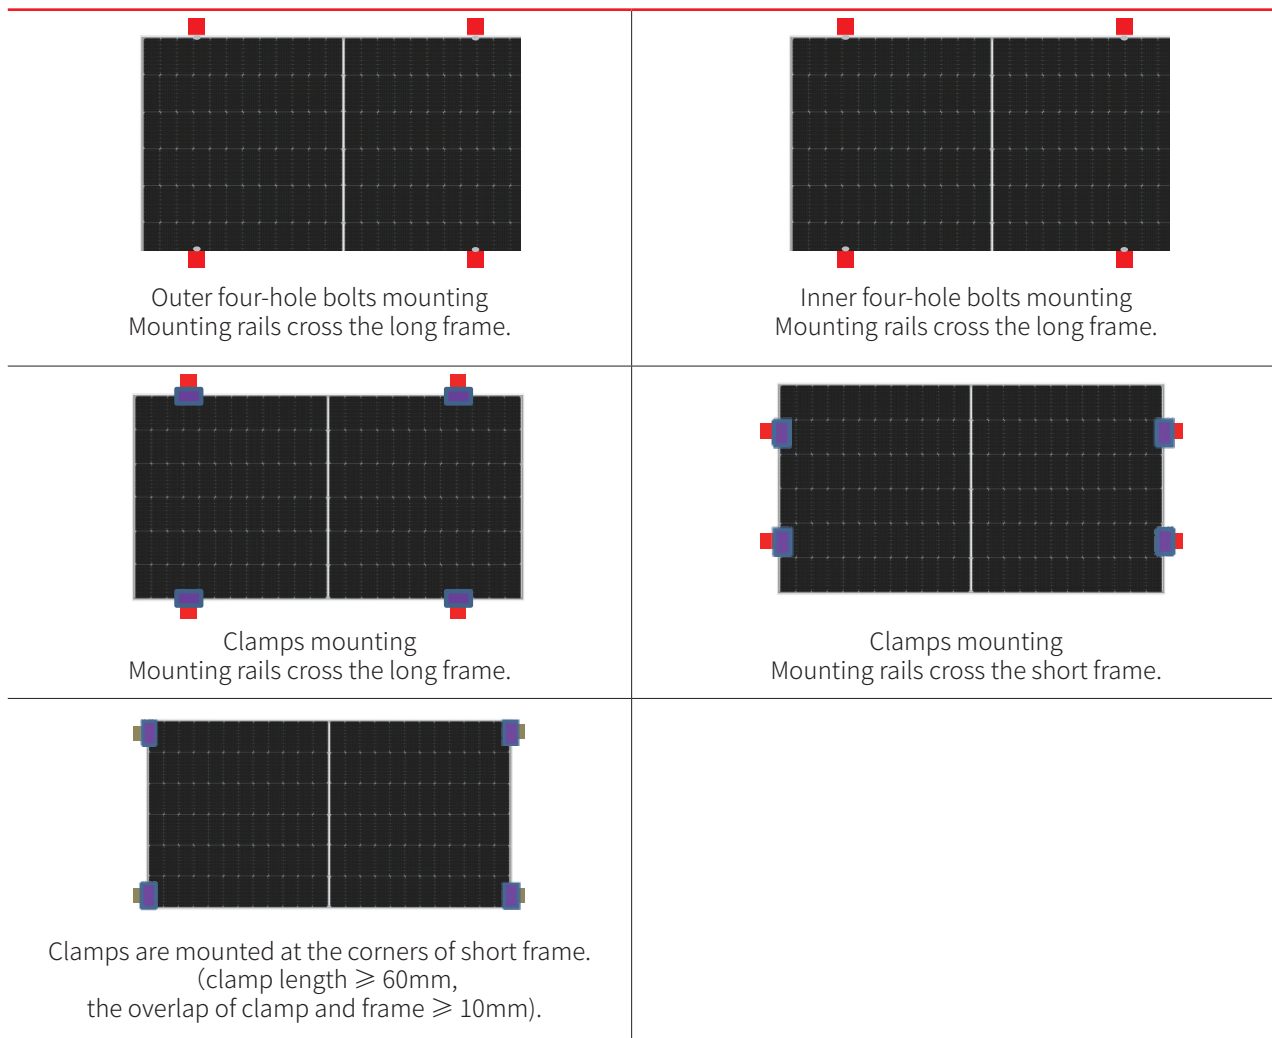 Outer four-hole bolts mounting
Mounting rails cross the long frame.
Inner four-hole bolts mounting
Mounting rails cross the long frame.
Clamps mounting
Mounting rails cross the long frame.
Clamps mounting
Mounting rails cross the short frame.
Clamps are mounted at the corners of short frame.
（clamp length ⩾ 60mm,
the overlap of clamp and frame ⩾ 10mm).